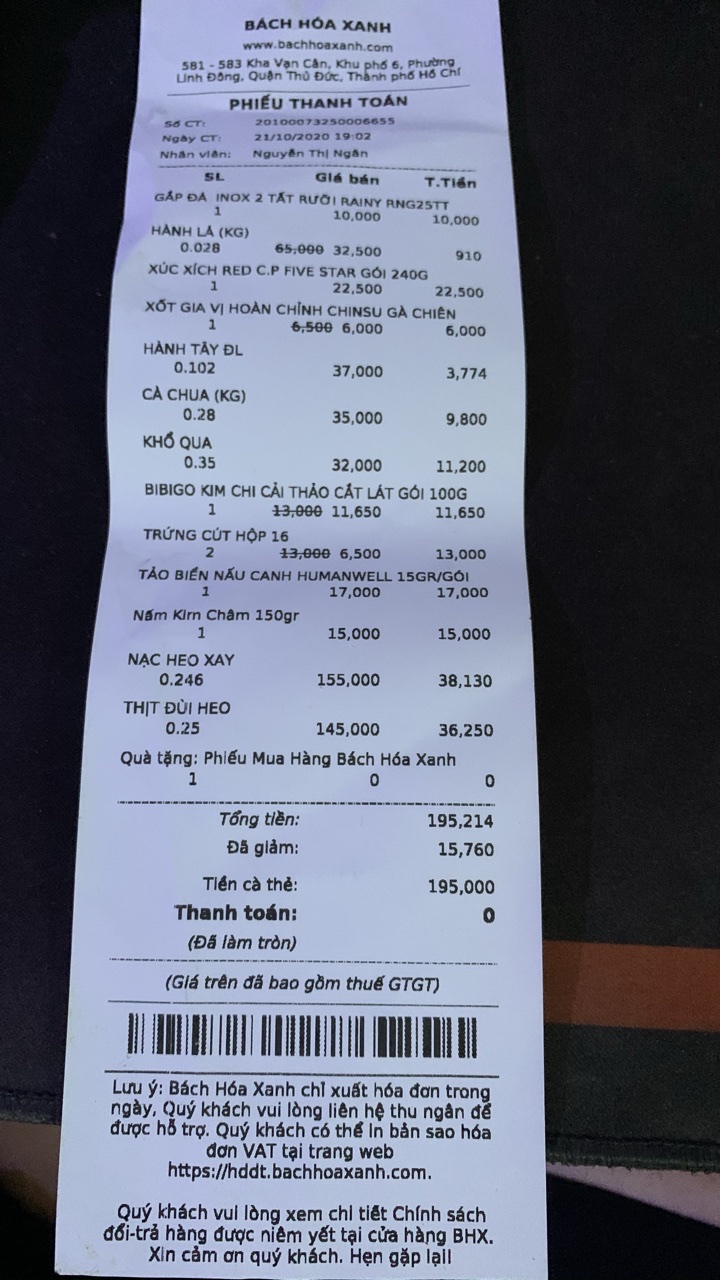 BÁCH HÓA XANH
www.bachhoaxanh.com
581 - 583 Kha Vạn Cân, Khu phố 6, Phường
Linh Đông, Quận Thủ Đức, Thành phố Hồ Chí
PHIẾU THANH TOÁN
Số CT: 20100073250006655
Ngày CT: 21/10/2020 19:02
Nhân viên: Nguyễn Thị Ngân
SL Giá bán T.Tiền
GẮP ĐÁ INOX 2 TẤT RƯỠI RAINY RNG25TT
1 10,000 10,000
HÀNH LÁ (KG)
0.028 65,000 32,500 910
XÚC XÍCH RED C.P FIVE STAR GÓI 240G
1 22,500 22,500
XỐT GIA VỊ HOÀN CHỈNH CHINSU GÀ CHIÊN
1 6,500 6,000 6,000
HÀNH TÂY ĐL
0.102 37,000 3,774
CÀ CHUA (KG)
0.28 35,000 9,800
KHỔ QUA
0.35 32,000 11,200
BIBIGO KIM CHI CẢI THẢO CẮT LÁT GÓI 100G
1 13,000 11,650 11,650
TRỨNG CÚT HỘP 16
2 13,000 6,500 13,000
TẢO BIỂN NẤU CANH HUMANWELL 15GR/GÓI
1 17,000 17,000
Nấm Kim Châm 150gr
1 15,000 15,000
NẠC HEO XAY
0.246 155,000 38,130
THỊT ĐÙI HEO
0.25 145,000 36,250
Quà tặng: Phiếu Mua Hàng Bách Hóa Xanh
1 0 0
Tổng tiền: 195,214
Đã giảm: 15,760
Tiền cà thẻ: 195,000
Thanh toán: 0
(Đã làm tròn)
(Giá trên đã bao gồm thuế GTGT)
Lưu ý: Bách Hóa Xanh chỉ xuất hóa đơn trong
ngày, Quý khách vui lòng liên hệ thu ngân để
được hỗ trợ. Quý khách có thể in bản sao hóa
đơn VAT tại trang web
https://hddt.bachhoaxanh.com.
Quý khách vui lòng xem chi tiết Chính sách
đổi-trả hàng được niêm yết tại cửa hàng BHX.
Xin cảm ơn quý khách. Hẹn gặp lại!